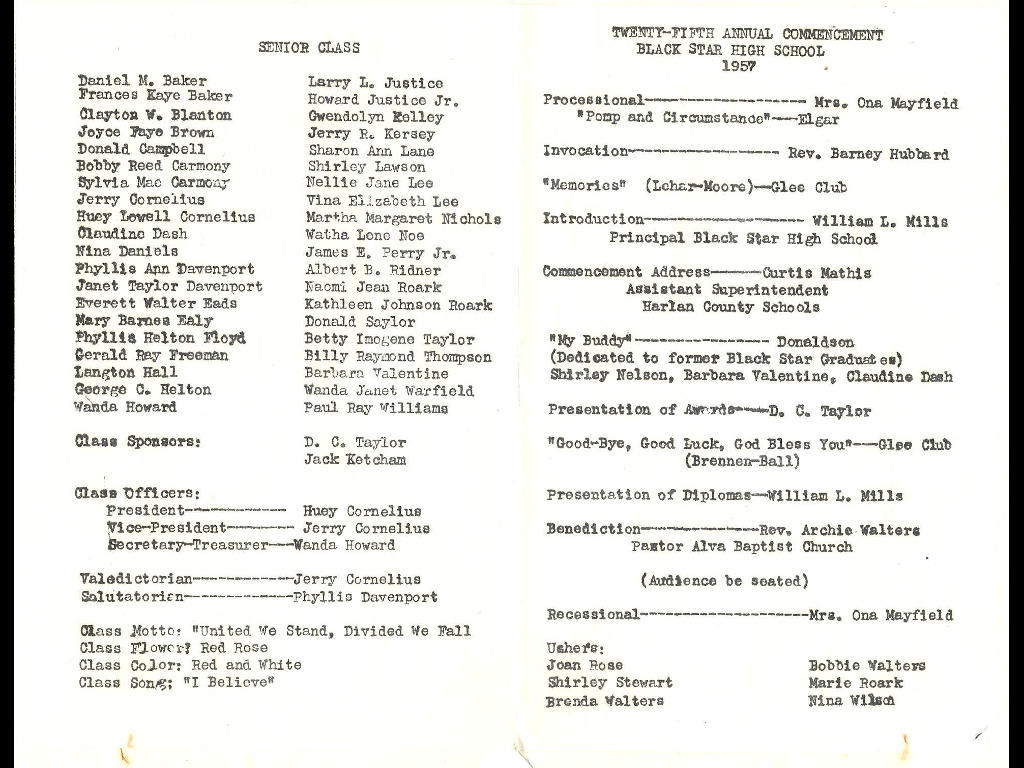 SENIOR CLASS
Daniel M. Baker
Frances Kaye Baker
Clayton W. Blanton
Joyce Faye Brown
Donald Campbell
Bobby Reed Carmony
Sylvia Mae Carmony
Jerry Cornelius
Huey Lowell Cornelius
Claudine Dash
Nina Daniels
Phyllis Ann Davenport
Janet Taylor Davenport
Everett Walter Eads
Mary Barnes Ealy
Phyllis Helton Floyd
Gerald Ray Freeman
Langton Hall
George C. Helton
Wanda Howard
Larry L. Justice
Howard Justice Jr.
Gwendolyn Kelley
Jerry R. Kersey
Sharon Ann Lane
Shirley Lawson
Nellie Jane Lee
Vina Elizabeth Lee
Martha Margaret Nichols
Watha Lone Noe
James E. Perry Jr.
Albert B. Ridner
Naomi Jean Roark
Kathleen Johnson Roark
Donald Saylor
Betty Imogene Taylor
Billy Raymond Thompson
Barbara Valentine
Wanda Janet Warfield
Paul Ray Williams
Class Sponsors: D. C. Taylor
Jack Ketcham
Class Officers:
President------------- Huey Cornelius
Vice-President--------- Jerry Cornelius
Secretary-Treasurer---Wanda Howard
Valedictorian-------------Jerry Cornelius
Salutatorian--------------Phyllis Davenport
Class Motto: "United We Stand, Divided We Fall
Class Flower: Red Rose
Class Color: Red and White
Class Song; "I Believe"
TWENTY-FIFTH ANNUAL COMMENCEMENT
BLACK STAR HIGH SCHOOL
1957
Processional--------------------- Mrs. Ona Mayfield
"Pomp and Circumstance"---Elgar
Invocation-------------------- Rev. Barney Hubbard
"Memories" (Lehar-Moore)--Glee Club
Introduction--------------------- William L. Mills
Principal Black Star High School
Commencement Address------Curtis Mathis
Assistant Superintendent
Harlan County Schools
"My Buddy"------------------ Donaldson
(Dedicated to former Black Star Graduates)
Shirley Nelson, Barbara Valentine, Claudine Dash
Presentation of Awards----D. C. Taylor
"Good-Bye, Good Luck, God Bless You"---Glee Club
(Brennen-Ball)
Presentation of Diplomas--William L. Mills
Benediction---------------Rev. Archie Walters
Pastor Alva Baptist Church
(Audience be seated)
Recessional----------------------Mrs. Ona Mayfield
Ushers:
Joan Rose Bobbie Walters
Shirley Stewart Marie Roark
Brenda Walters Nina Wilson